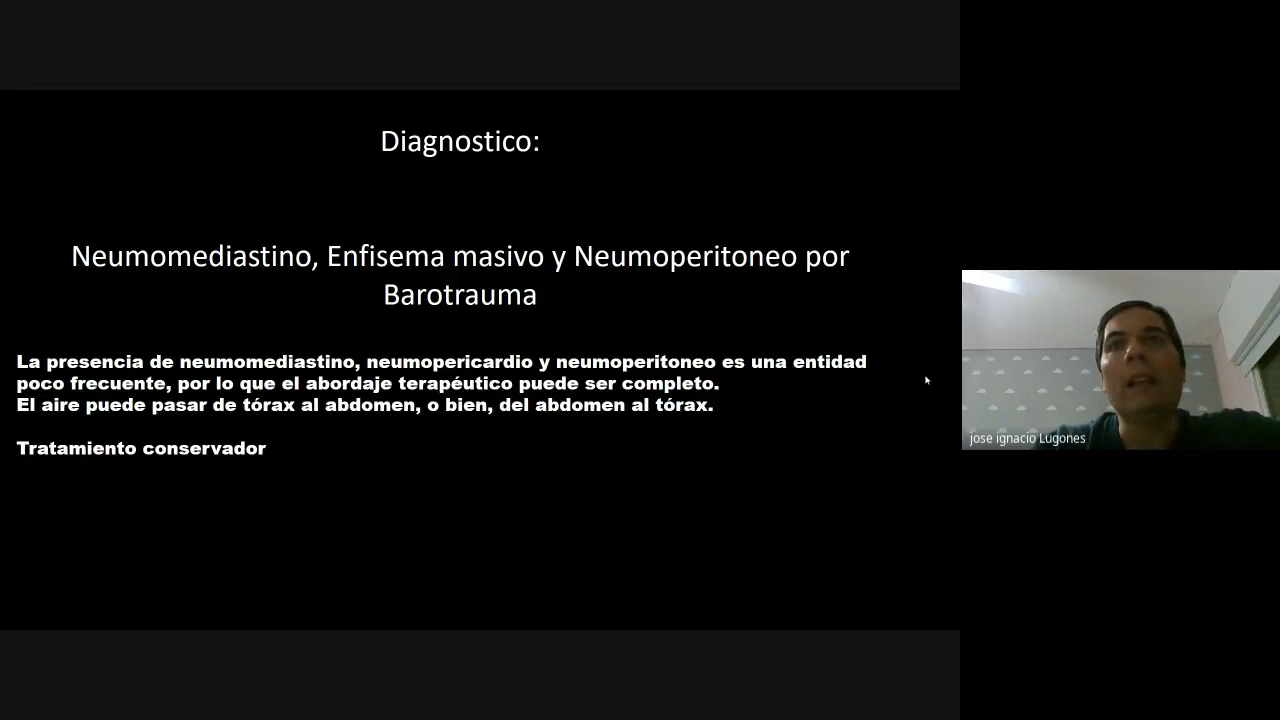 Diagnostico:
Neumomediastino, Enfisema masivo y Neumoperitoneo por
Barotrauma
La presencia de neumomediastino, neumopericardio y neumoperitoneo es una entidad
poco frecuente, por lo que el abordaje terapéutico puede ser completo.
El aire puede pasar de tórax al abdomen, o bien, del abdomen al tórax.
Tratamiento conservador
jose ignacio Lugones